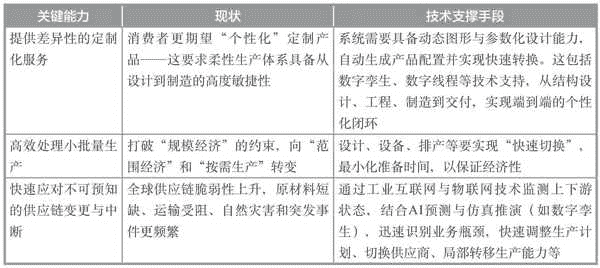 关键能力
现状
技术支撑手段
提供差异性的定制
化服务
消费者更期望“个性化”定制产
品——这要求柔性生产体系具备从
设计到制造的高度敏捷性
系统需要具备动态图形与参数化设计能力，
自动生成产品配置并实现快速转换。这包括
数字孪生、数字线程等技术支持，从结构设
计、工程、制造到交付，实现端到端的个性
化闭环
高效处理小批量生
产
打破“规模经济”的约束，向“范
围经济”和“按需生产”转变
设计、设备、排产等要实现“快速切换”，
最小化准备时间，以保证经济性
快速应对不可预知
的供应链变更与中
断
全球供应链脆弱性上升，原材料短
缺、运输受阻、自然灾害和突发事
件更频繁
通过工业互联网与物联网技术监测上下游
状态，结合AI预测与仿真推演（如数字孪
生），迅速识别业务瓶颈，快速调整生产计
划、切换供应商、局部转移生产能力等